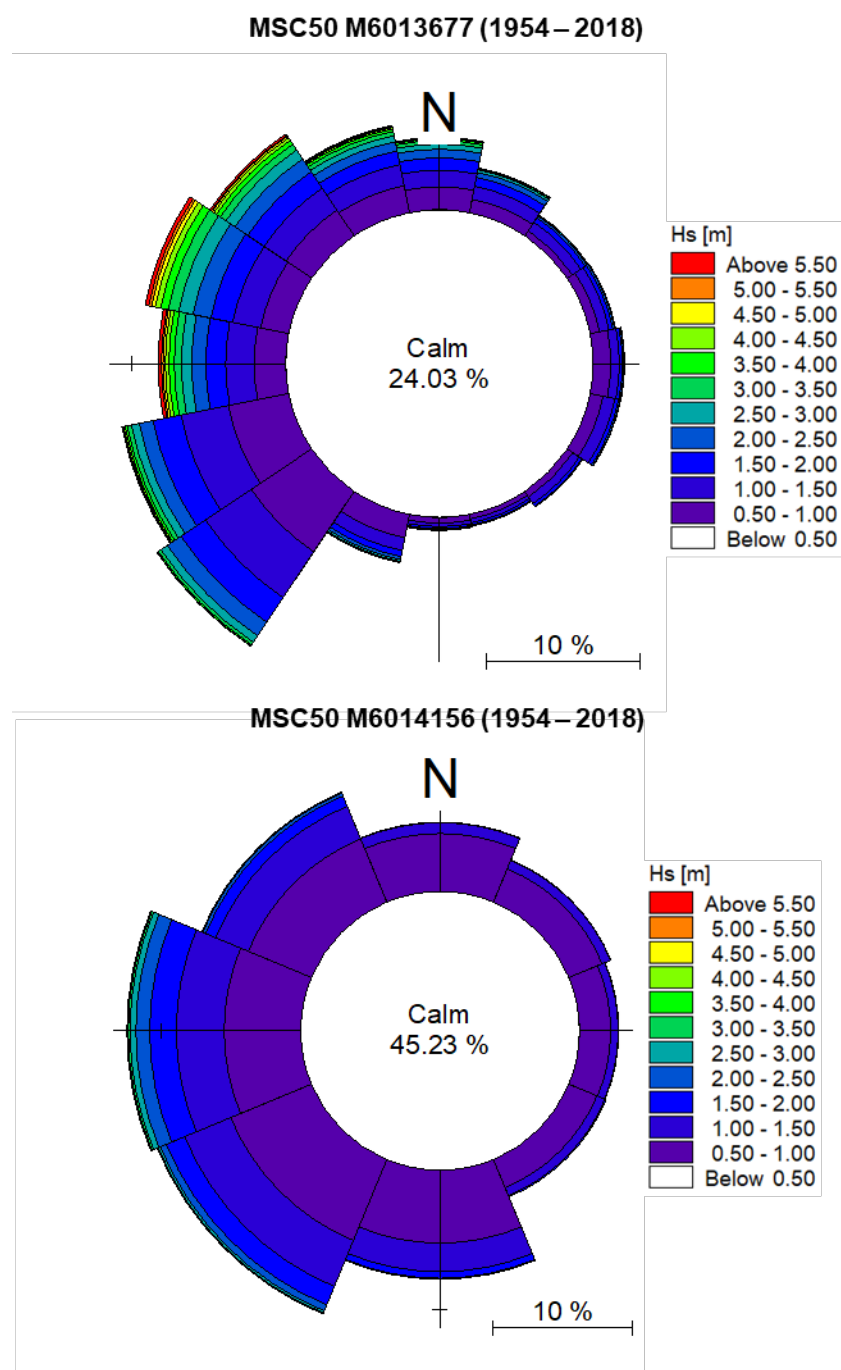 MSC50 M6013677 (1954 – 2018)
N
Calm
24.03 %
Hs [m]
Above 5.50
5.00 - 5.50
4.50 - 5.00
4.00 - 4.50
3.50 - 4.00
3.00 - 3.50
2.50 - 3.00
2.00 - 2.50
1.50 - 2.00
1.00 - 1.50
0.50 - 1.00
Below 0.50
10 %
MSC50 M6014156 (1954 – 2018)
N
Calm
45.23 %
Hs [m]
Above 5.50
5.00 - 5.50
4.50 - 5.00
4.00 - 4.50
3.50 - 4.00
3.00 - 3.50
2.50 - 3.00
2.00 - 2.50
1.50 - 2.00
1.00 - 1.50
0.50 - 1.00
Below 0.50
10 %